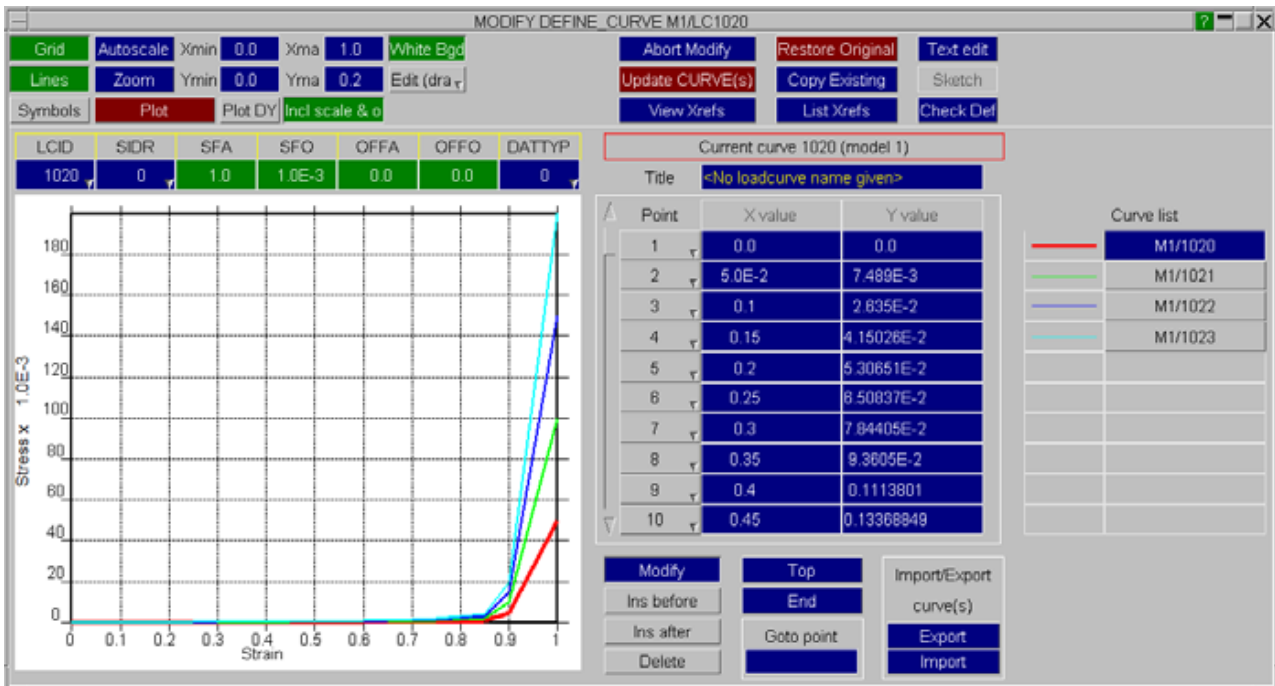 MODIFY DEFINE_CURVE M1/LC1020
?
Grid Autoscale Xmin 0.0 Xma 1.0 White Bgd Abort Modify Restore Original Text edit
Lines Zoom Ymin 0.0 Yma 0.2 Edit (dra Update CURVE(s) Copy Existing Sketch
Symbols Plot Plot DY Incl scale & o View Xrefs List Xrefs Check Def
LCID SIDR SFA SFO OFFA OFFO DATTYP
1020 0 1.0 1.0E-3 0.0 0.0 0
Current curve 1020 (model 1)
Title <No loadcurve name given>
Point X value Y value
1 0.0 0.0
2 5.0E-2 7.489E-3
3 0.1 2.635E-2
4 0.15 4.15026E-2
5 0.2 5.30651E-2
6 0.25 6.50837E-2
7 0.3 7.84405E-2
8 0.35 9.3605E-2
9 0.4 0.1113801
10 0.45 0.13368849
Curve list
M1/1020
M1/1021
M1/1022
M1/1023
Stress x 1.0E-3
180
160
140
120
100
80
60
40
20
0
0 0.1 0.2 0.3 0.4 0.5 0.6 0.7 0.8 0.9 1
Strain
Modify Top Import/Export
Ins before End curve(s)
Ins after Goto point Export
Delete Import